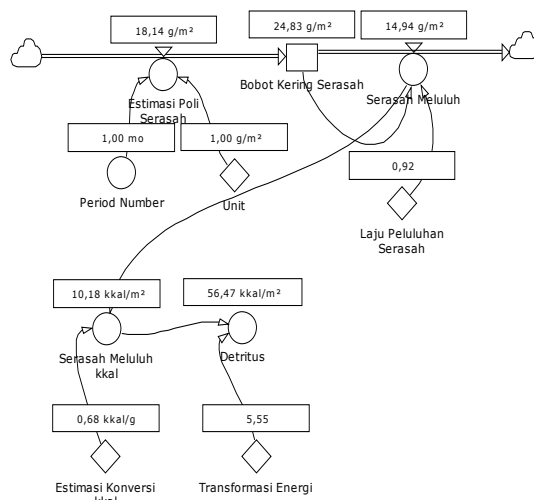 18,14 g/m²
24,83 g/m²
14,94 g/m²
Estimasi Poli
Serasah
Bobot Kering Serasah
Serasah Meluluh
1,00 mo
1,00 g/m²
0,92
Period Number
Unit
Laju Peluluhan
Serasah
10,18 kkal/m²
56,47 kkal/m²
Serasah Meluluh
kkal
Detritus
0,68 kkal/g
5,55
Estimasi Konversi
kkal
Transformasi Energi